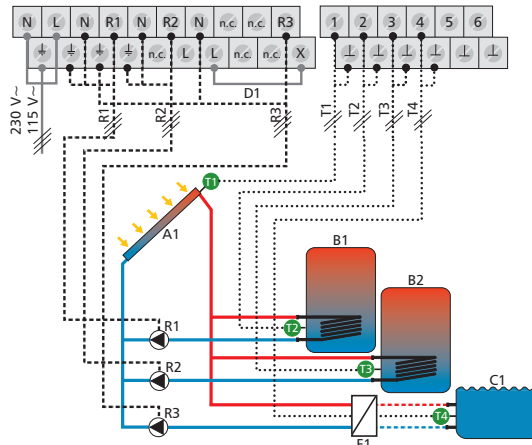 N L N R1 N R2 N n.c. n.c. R3
1 2 3 4 5 6
n.c. L L n.c. n.c. X
D1
230 V~
115 V~
R1
R2
R3
T1
T2
T3
T4
T1
A1
B1
B2
R1
T2
R2
T3
C1
R3
T4